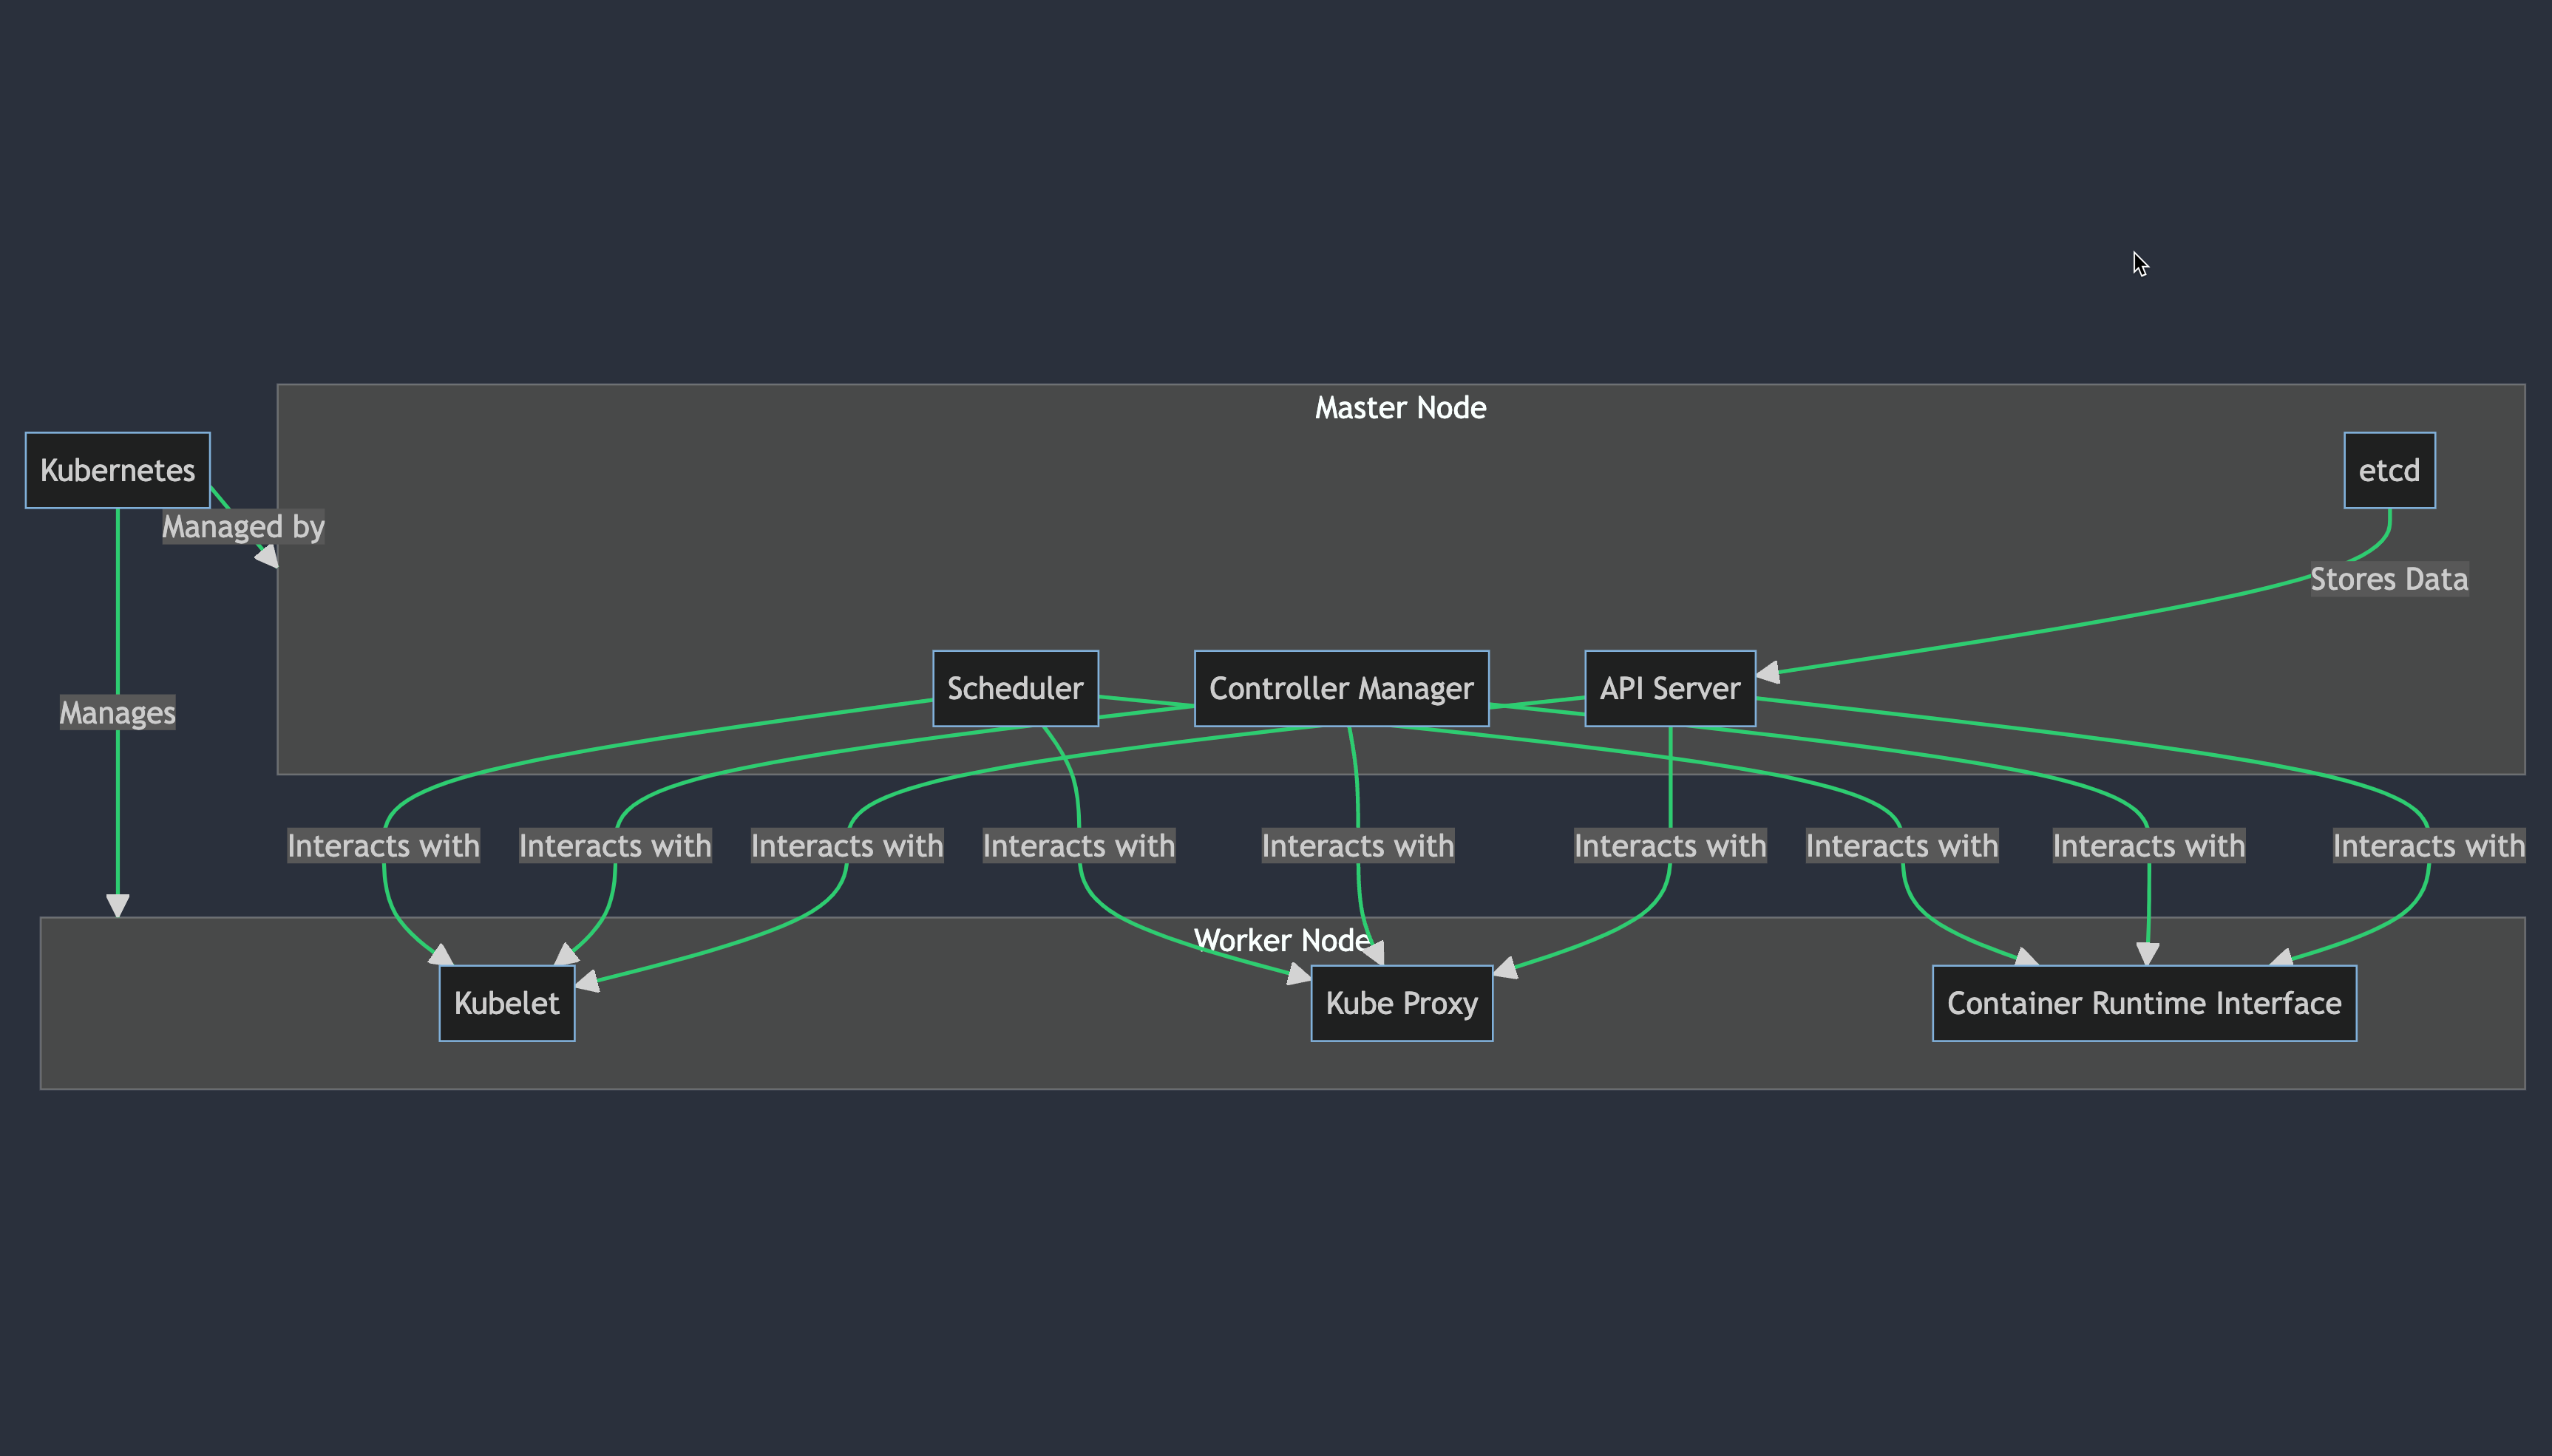 Master Node
Kubernetes
etcd
Managed by
Stores Data
Scheduler
Controller Manager
API Server
Manages
Interacts with
Interacts with
Interacts with
Interacts with
Interacts with
Interacts with
Interacts with
Interacts with
Interacts with
Worker Node
Kubelet
Kube Proxy
Container Runtime Interface